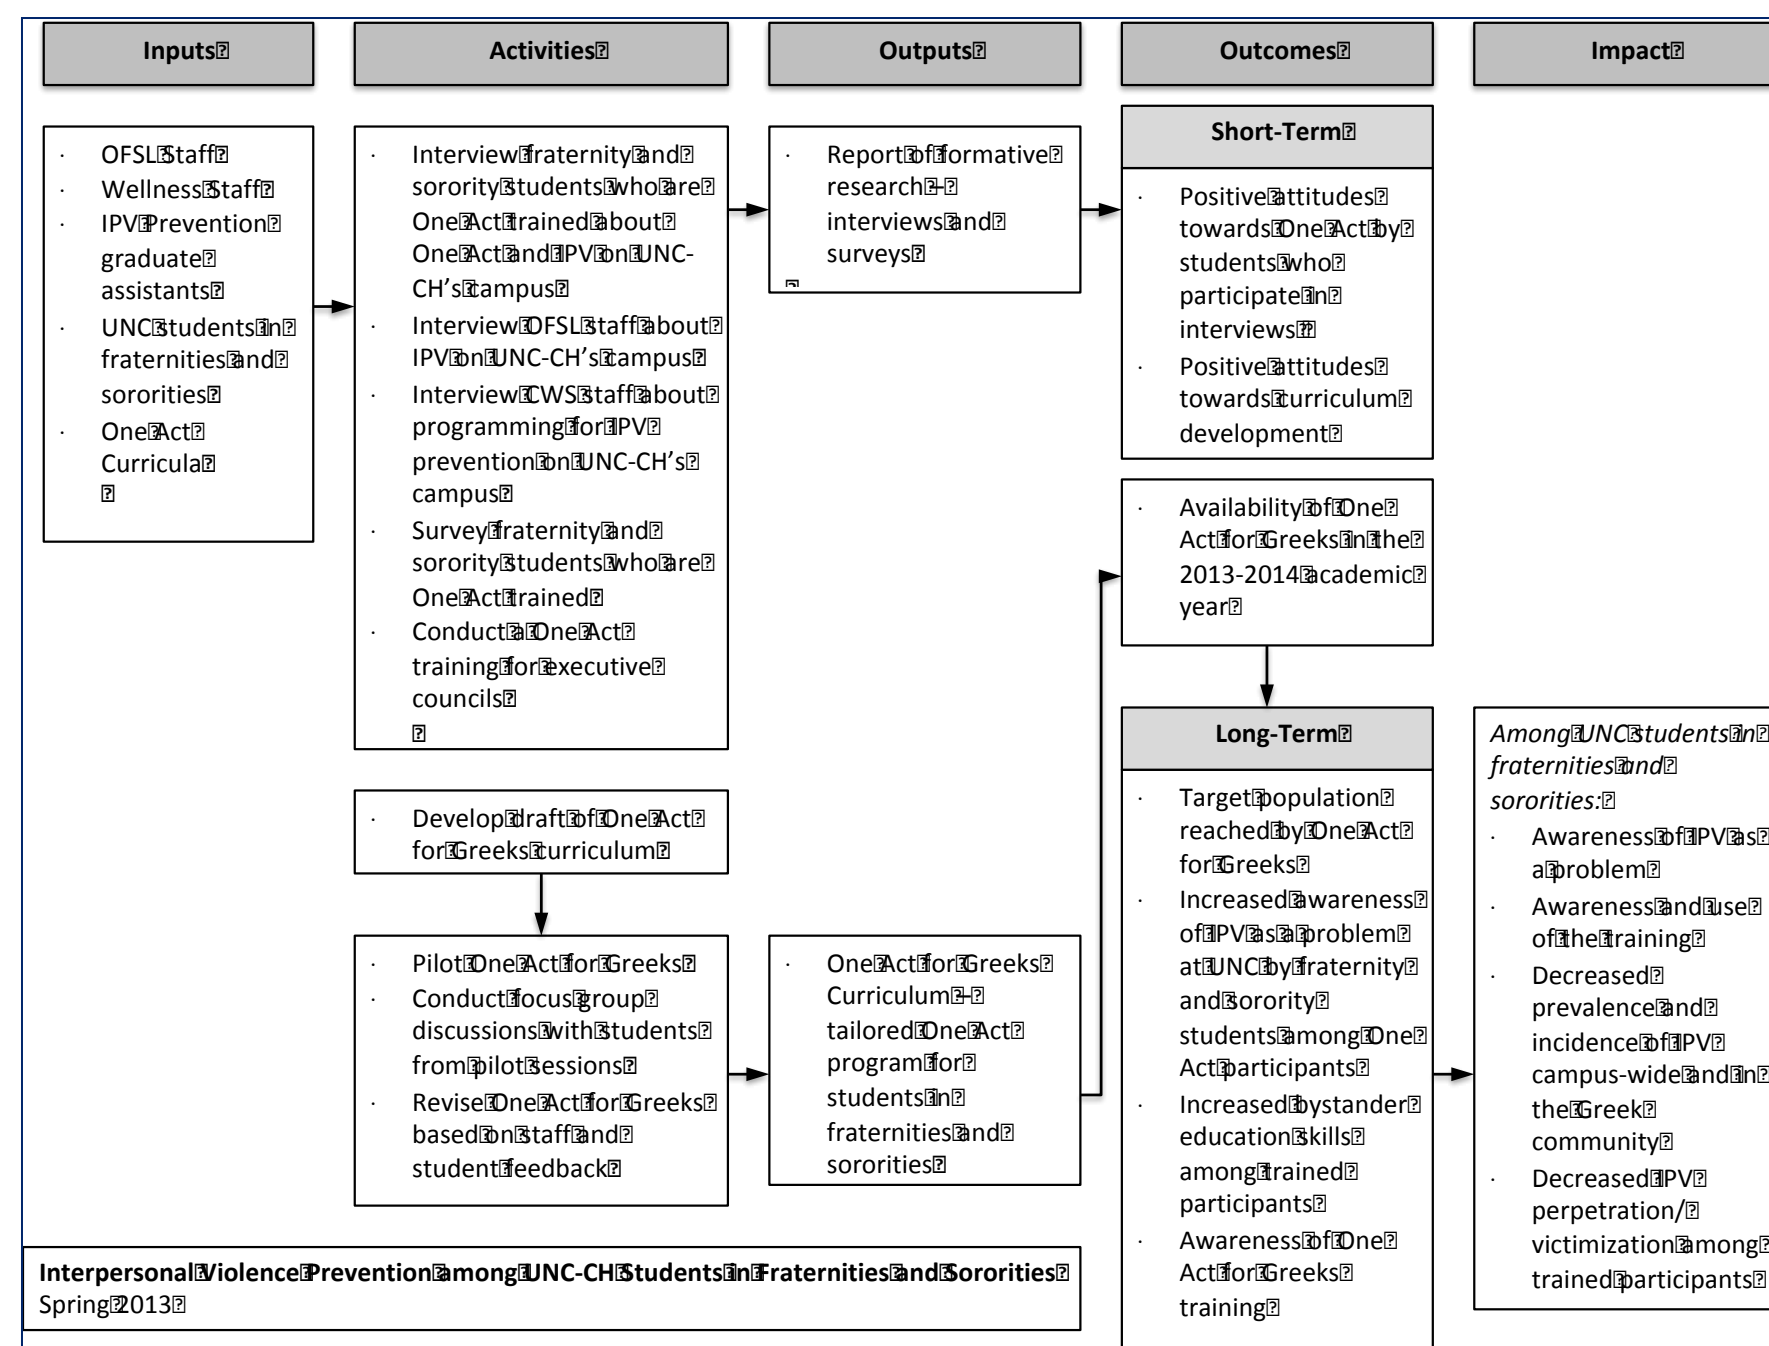 Inputs
Activities
Outputs
Outcomes
Impact
· OFSL Staff
· Wellness Staff
· IPV Prevention
graduate
assistants
· UNC students in
fraternities and
sororities
· One Act
Curricula
· Interview fraternity and
sorority students who are
One Act trained about
One Act and IPV on UNC-
CH's campus
· Interview OFSL staff about
IPV on UNC-CH's campus
· Interview CWS staff about
programming for IPV
prevention on UNC-CH's
campus
· Survey fraternity and
sorority students who are
One Act trained
· Conduct a One Act
training for executive
councils
· Develop draft of One Act
for Greeks curriculum
· Pilot One Act for Greeks
· Conduct focus group
discussions with students
from pilot sessions
· Revise One Act for Greeks
based on staff and
student feedback
· Report of formative
research –
interviews and
surveys
· One Act for Greeks
Curriculum –
tailored One Act
program for
students in
fraternities and
sororities
Short-Term
· Positive attitudes
towards One Act by
students who
participate in
interviews
· Positive attitudes
towards curriculum
development
· Availability of One
Act for Greeks in the
2013-2014 academic
year
Long-Term
· Target population
reached by One Act
for Greeks
· Increased awareness
of IPV as a problem
at UNC by fraternity
and sorority
students among One
Act participants
· Increased bystander
education skills
among trained
participants
· Awareness of One
Act for Greeks
training
Among UNC students in
fraternities and
sororities:
· Awareness of IPV as
a problem
· Awareness and use
of the training
· Decreased
prevalence and
incidence of IPV
campus-wide and in
the Greek
community
· Decreased IPV
perpetration/
victimization among
trained participants
Interpersonal Violence Prevention among UNC-CH Students in Fraternities and Sororities
Spring 2013